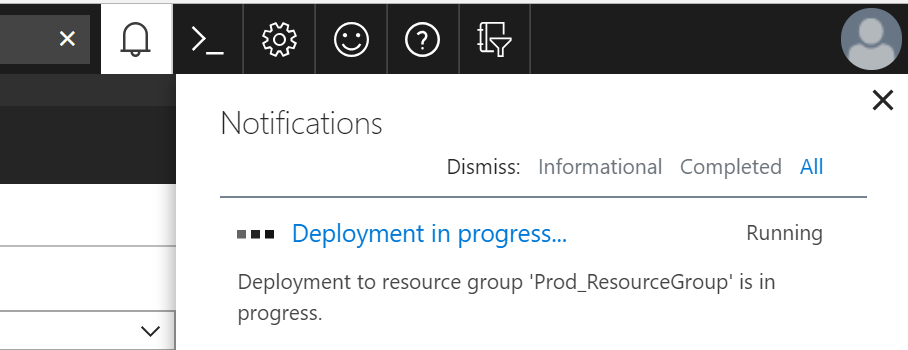 Notifications
Dismiss: Informational Completed All
Deployment in progress... Running
Deployment to resource group 'Prod_ResourceGroup' is in
progress.